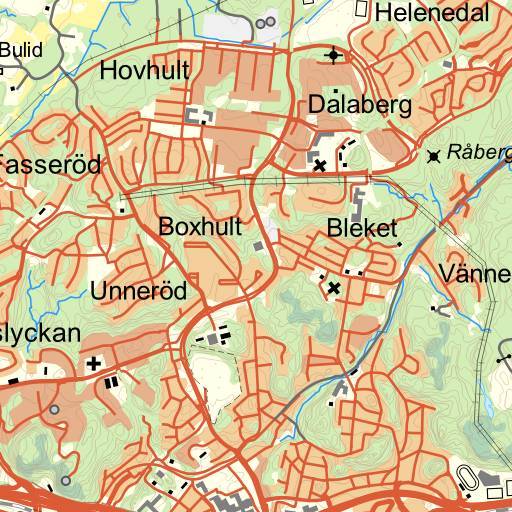 Helenedal
Bulid
Hovhult
Dalaberg
Råberg
Fasseröd
Boxhult
Bleket
Vänne
Unneröd
slyckan